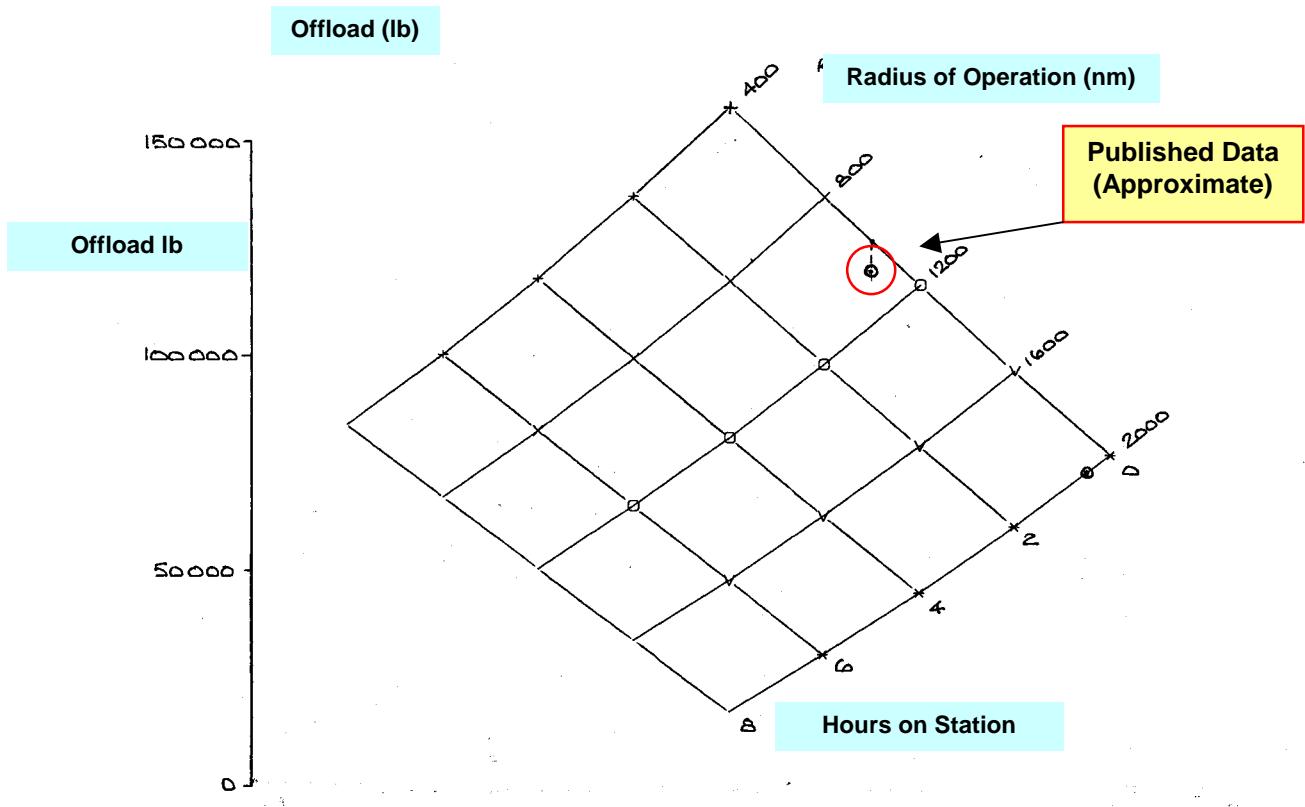 Offload (lb)
400
Radius of Operation (nm)
150000
Published Data
(Approximate)
800
Offload lb
1200
100000
1600
2000
0
2
50000
4
6
8
Hours on Station
0